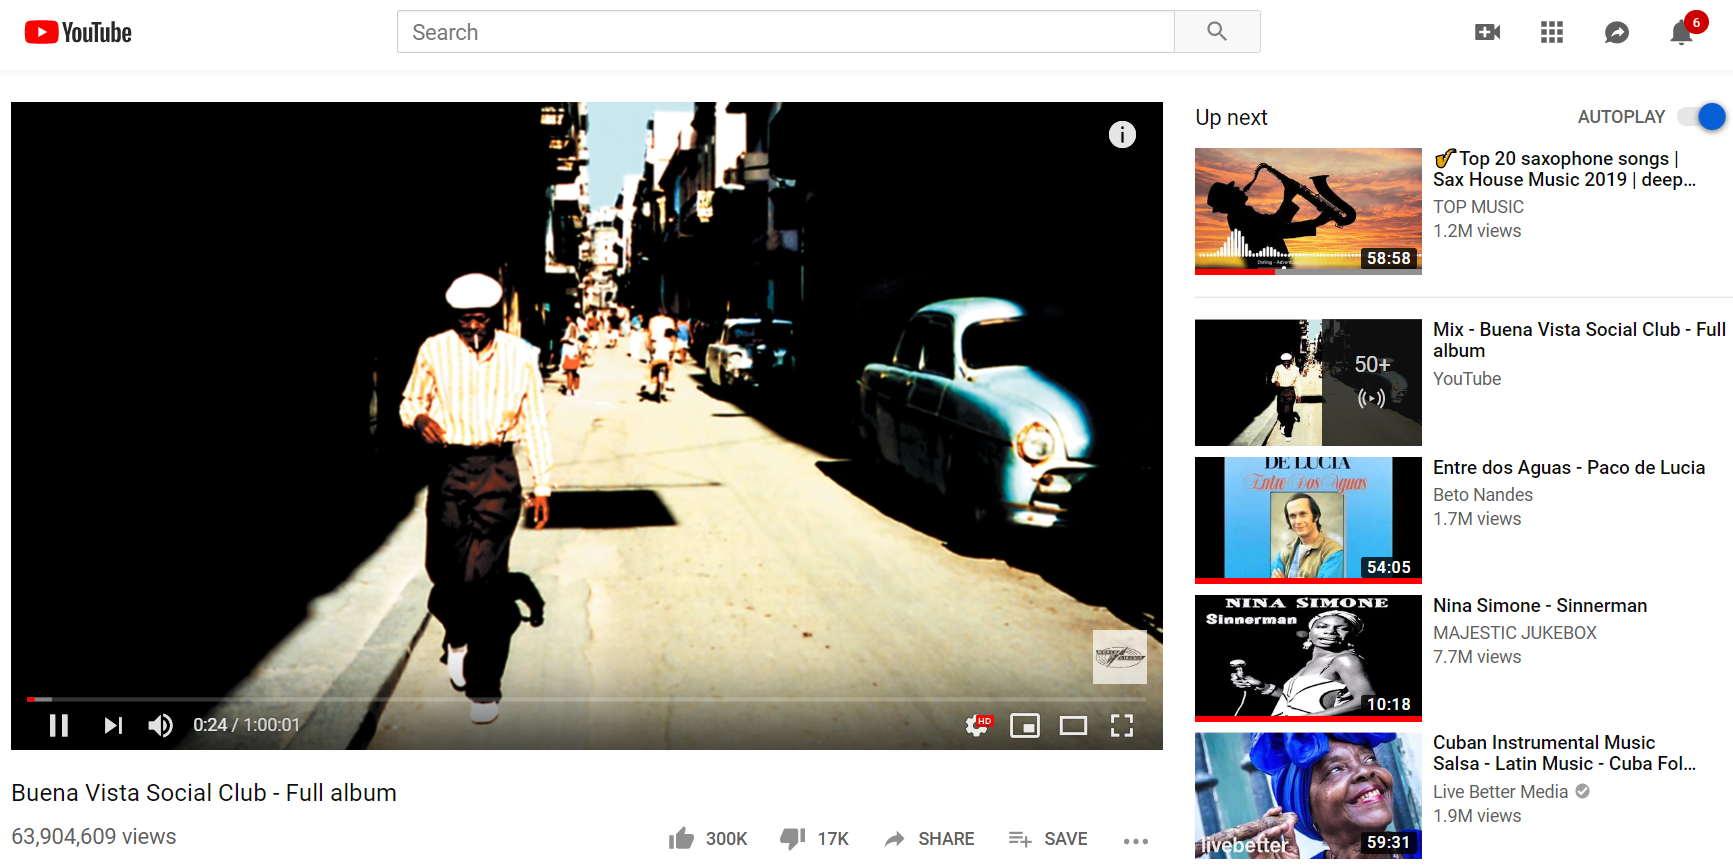 YouTube
Search
6
Up next
AUTOPLAY
Top 20 saxophone songs |
Sax House Music 2019 | deep...
TOP MUSIC
1.2M views
58:58
Mix - Buena Vista Social Club - Full
album
YouTube
50+
DE LUCIA
Entre Dos Aguas
54:05
Entre dos Aguas - Paco de Lucia
Beto Nandes
1.7M views
NINA SIMONE
Sinnerman
10:18
Nina Simone - Sinnerman
MAJESTIC JUKEBOX
7.7M views
livebetter
59:31
Cuban Instrumental Music
Salsa - Latin Music - Cuba Fol...
Live Better Media
1.9M views
i
0:24 / 1:00:01
HD
Buena Vista Social Club - Full album
63,904,609 views
300K
17K
SHARE
SAVE